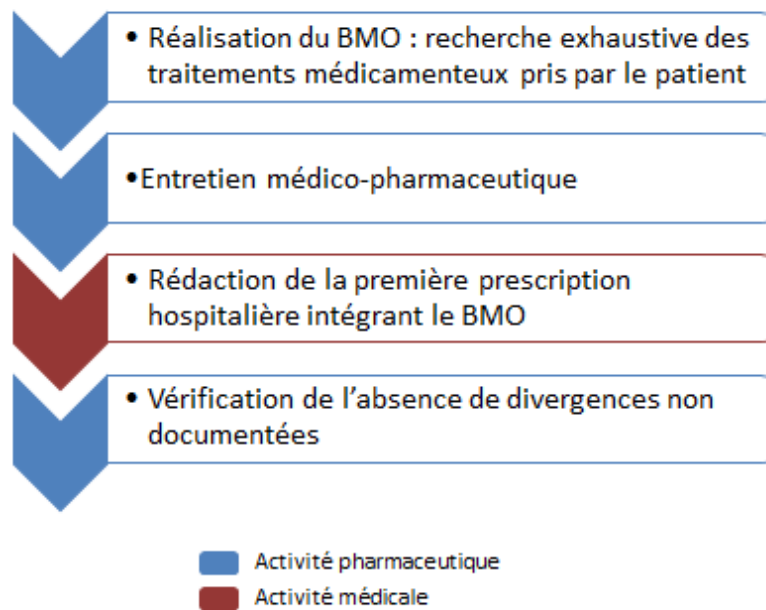 • Réalisation du BMO : recherche exhaustive des
traitements médicamenteux pris par le patient
•Entretien médico-pharmaceutique
• Rédaction de la première prescription
hospitalière intégrant le BMO
• Vérification de l'absence de divergences non
documentées
Activité pharmaceutique
Activité médicale